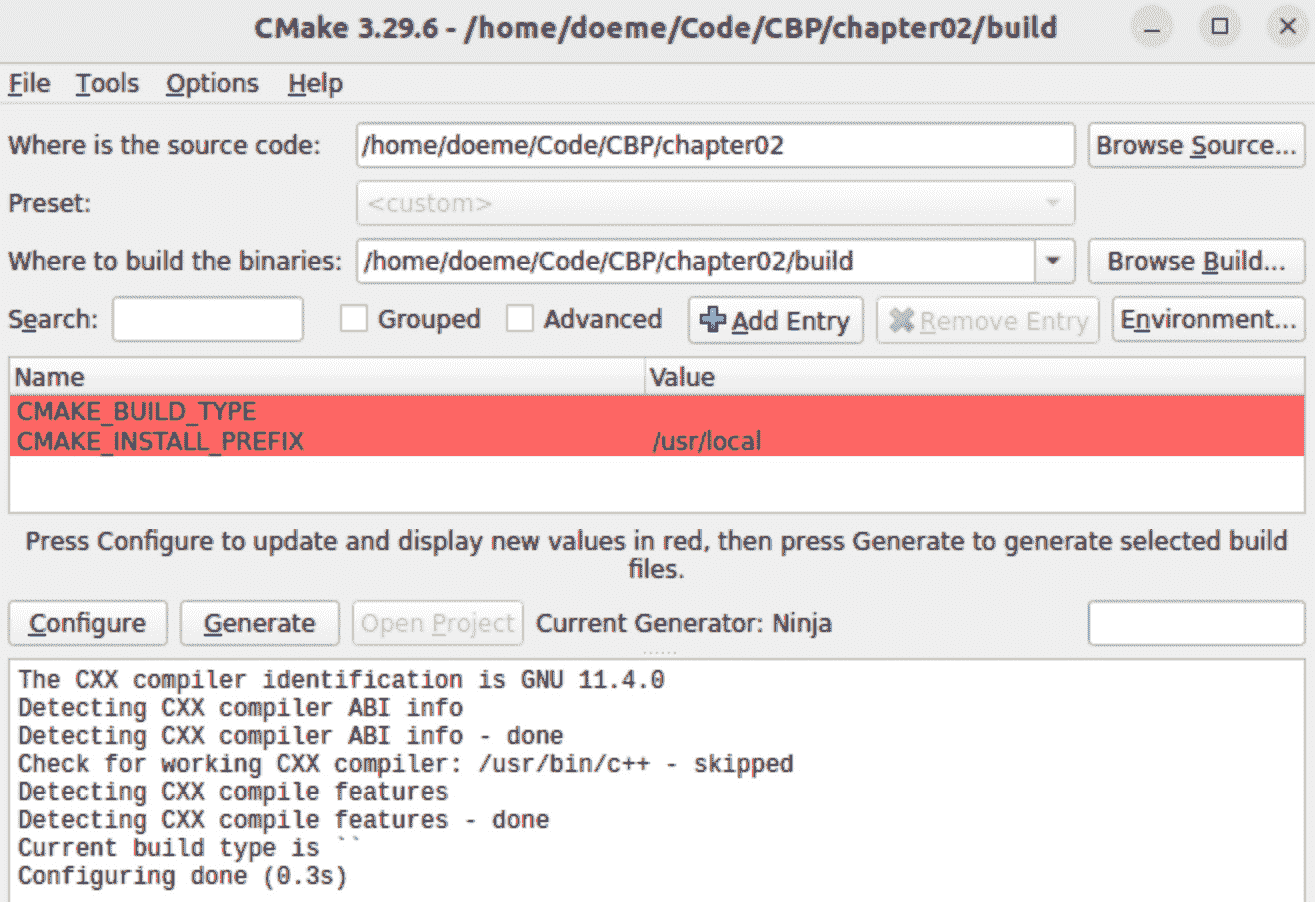 CMake 3.29.6 - /home/doeme/Code/CBP/chapter02/build
File Tools Options Help
Where is the source code: /home/doeme/Code/CBP/chapter02 Browse Source...
Preset: <custom>
Where to build the binaries: /home/doeme/Code/CBP/chapter02/build Browse Build...
Search: Grouped Advanced Add Entry Remove Entry Environment...
Name Value
CMAKE_BUILD_TYPE
CMAKE_INSTALL_PREFIX /usr/local
Press Configure to update and display new values in red, then press Generate to generate selected build
files.
Configure Generate Open Project Current Generator: Ninja
The CXX compiler identification is GNU 11.4.0
Detecting CXX compiler ABI info
Detecting CXX compiler ABI info - done
Check for working CXX compiler: /usr/bin/c++ - skipped
Detecting CXX compile features
Detecting CXX compile features - done
Current build type is ``
Configuring done (0.3s)